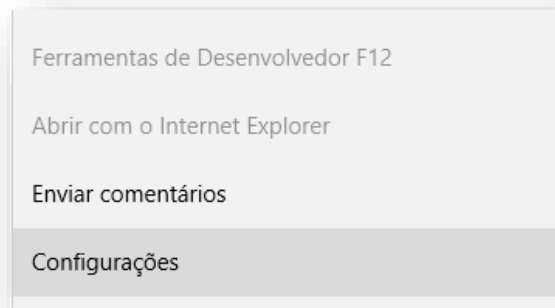 Ferramentas de Desenvolvedor F12
Abrir com o Internet Explorer
Enviar comentários
Configurações